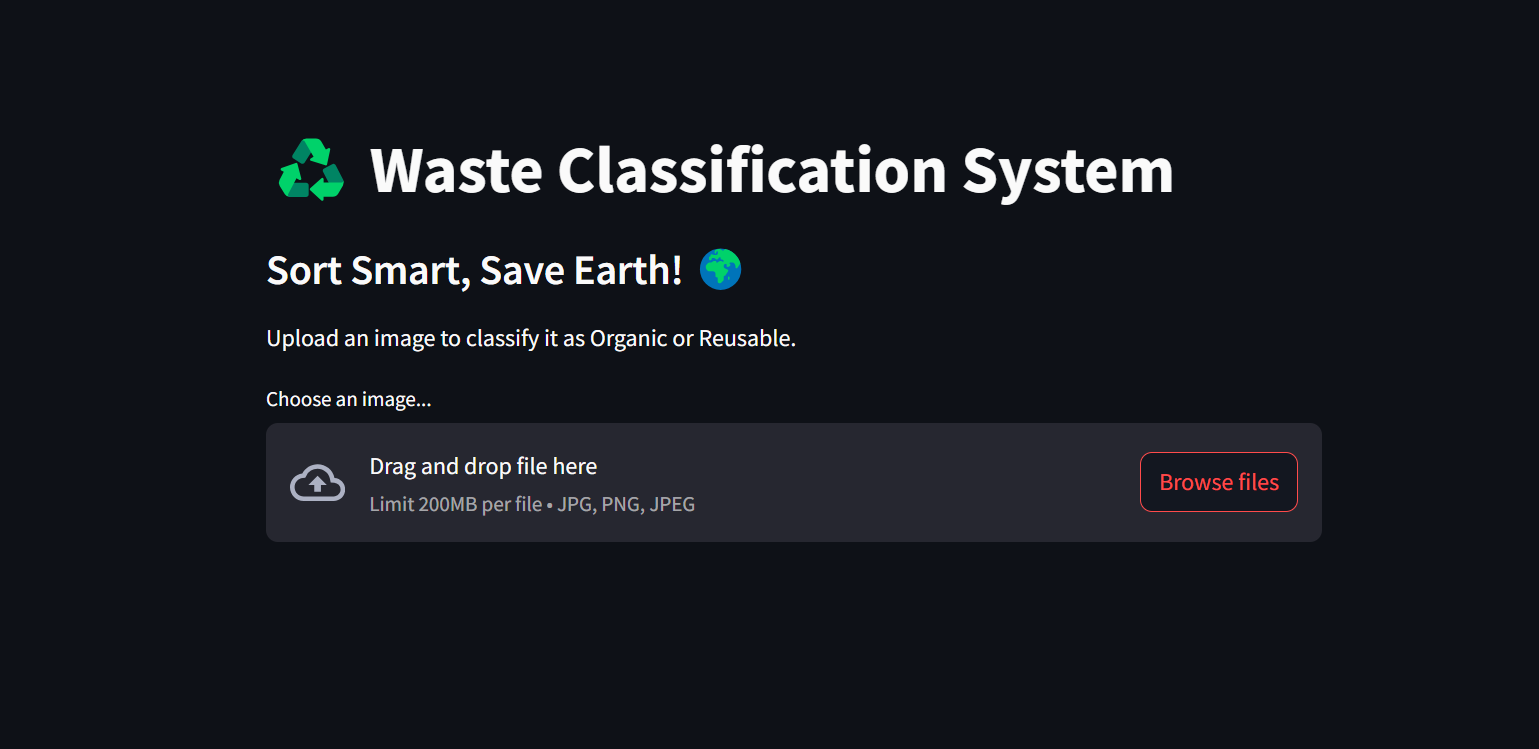 ♻️ Waste Classification System
Sort Smart, Save Earth! 🌍
Upload an image to classify it as Organic or Reusable.
Choose an image...
Drag and drop file here
Limit 200MB per file • JPG, PNG, JPEG
Browse files